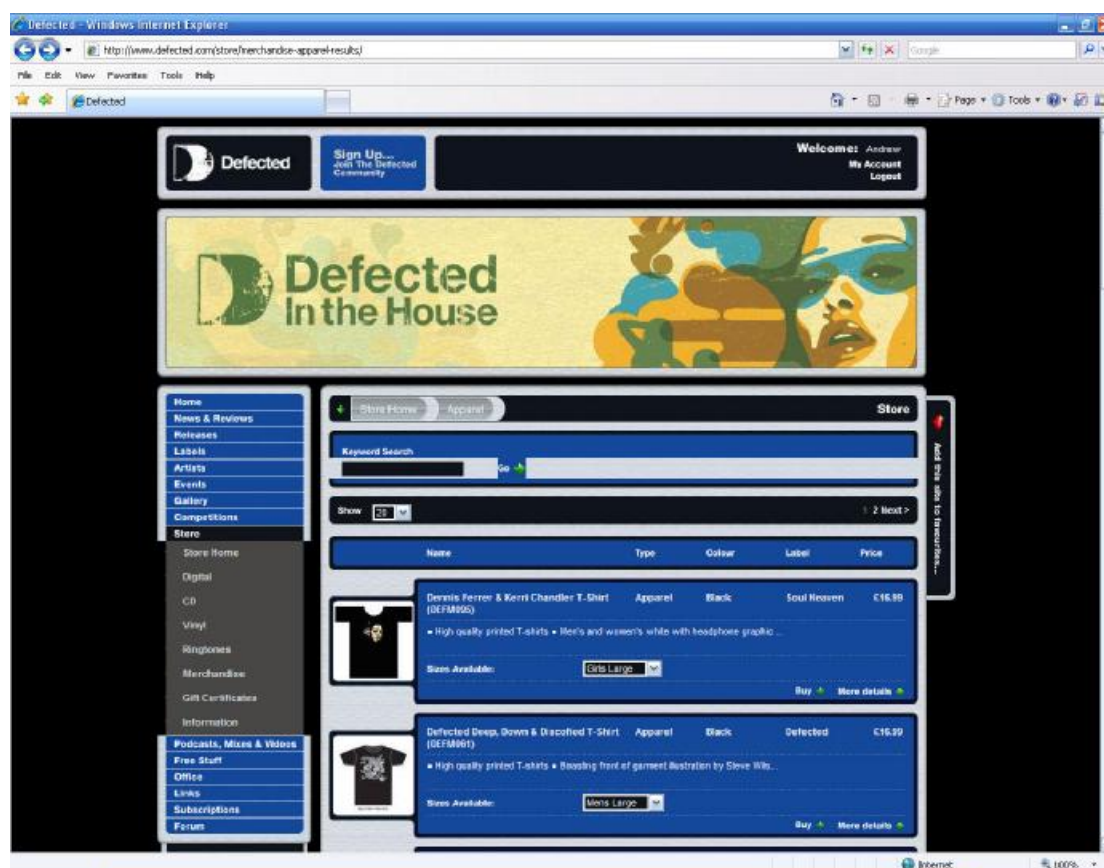 Defected - Windows Internet Explorer
http://www.defected.com/store/merchandise-apparel-results/
Google
File Edit View Favorites Tools Help
Defected
Page Tools
Defected
Sign Up...
Join The Defected
Community
Welcome: Andrew
My Account
Logout
Defected
In the House
Home
News & Reviews
Releases
Labels
Artists
Events
Gallery
Competitions
Store
Store Home
Digital
CD
Vinyl
Ringtones
Merchandise
Gift Certificates
Information
Podcasts, Mixes & Videos
Free Stuff
Office
Links
Subscriptions
Forum
Store Home Apparel Store
Keyword Search
Go
Show 20 1 2 Next >
Name Type Colour Label Price
Dennis Ferrer & Kerri Chandler T-Shirt Apparel Black Soul Heaven £16.99
(DEFM09S)
• High quality printed T-shirts • Men's and women's white with headphone graphic ...
Sizes Available: Girls Large
Buy More details
Defected Deep, Down & Discofied T-Shirt Apparel Black Defected £16.99
(DEFM061)
• High quality printed T-shirts • Boasting front of garment illustration by Steve Wils...
Sizes Available: Mens Large
Buy More details
Add this site to favourites...
Internet 100%